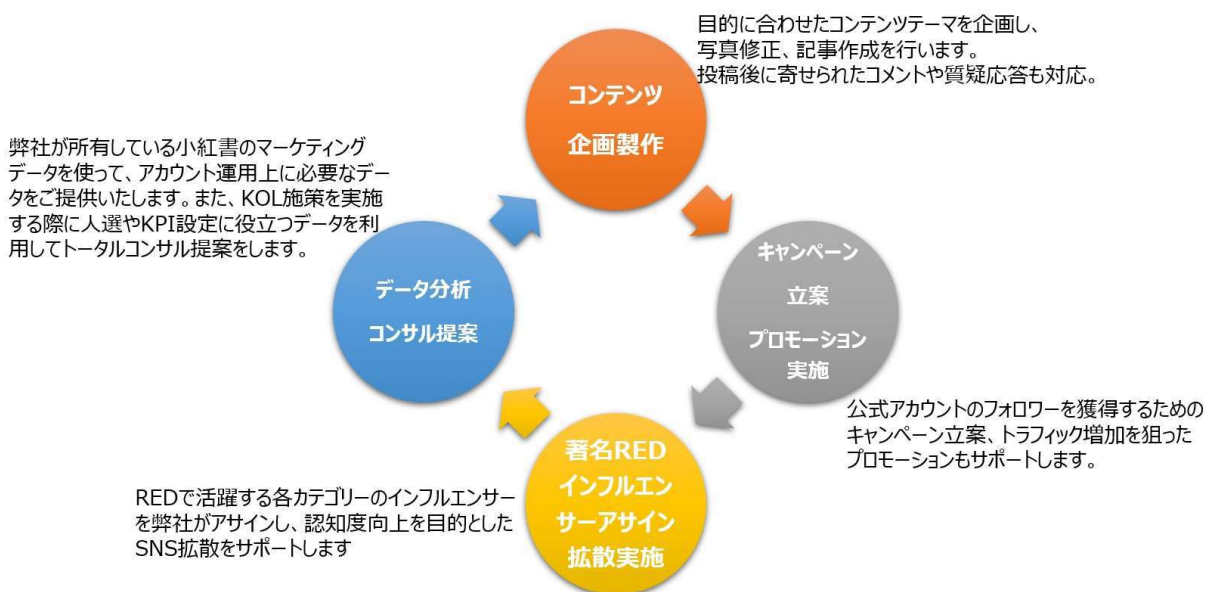 目的に合わせたコンテンツテーマを企画し、
写真修正、記事作成を行います。
投稿後に寄せられたコメントや質疑応答も対応。
コンテンツ
企画製作
弊社が所有している小紅書のマーケティング
データを使って、アカウント運用上に必要なデー
タをご提供いたします。また、KOL施策を実施
する際に人選やKPI設定に役立つデータを利
用してトータルコンサル提案をします。
データ分析
コンサル提案
キャンペーン
立案
プロモーション
実施
公式アカウントのフォロワーを獲得するための
キャンペーン立案、トラフィック増加を狙った
プロモーションもサポートします。
著名RED
インフルエン
サーアサイン
拡散実施
REDで活躍する各カテゴリーのインフルエンサー
を弊社がアサインし、認知度向上を目的とした
SNS拡散をサポートします